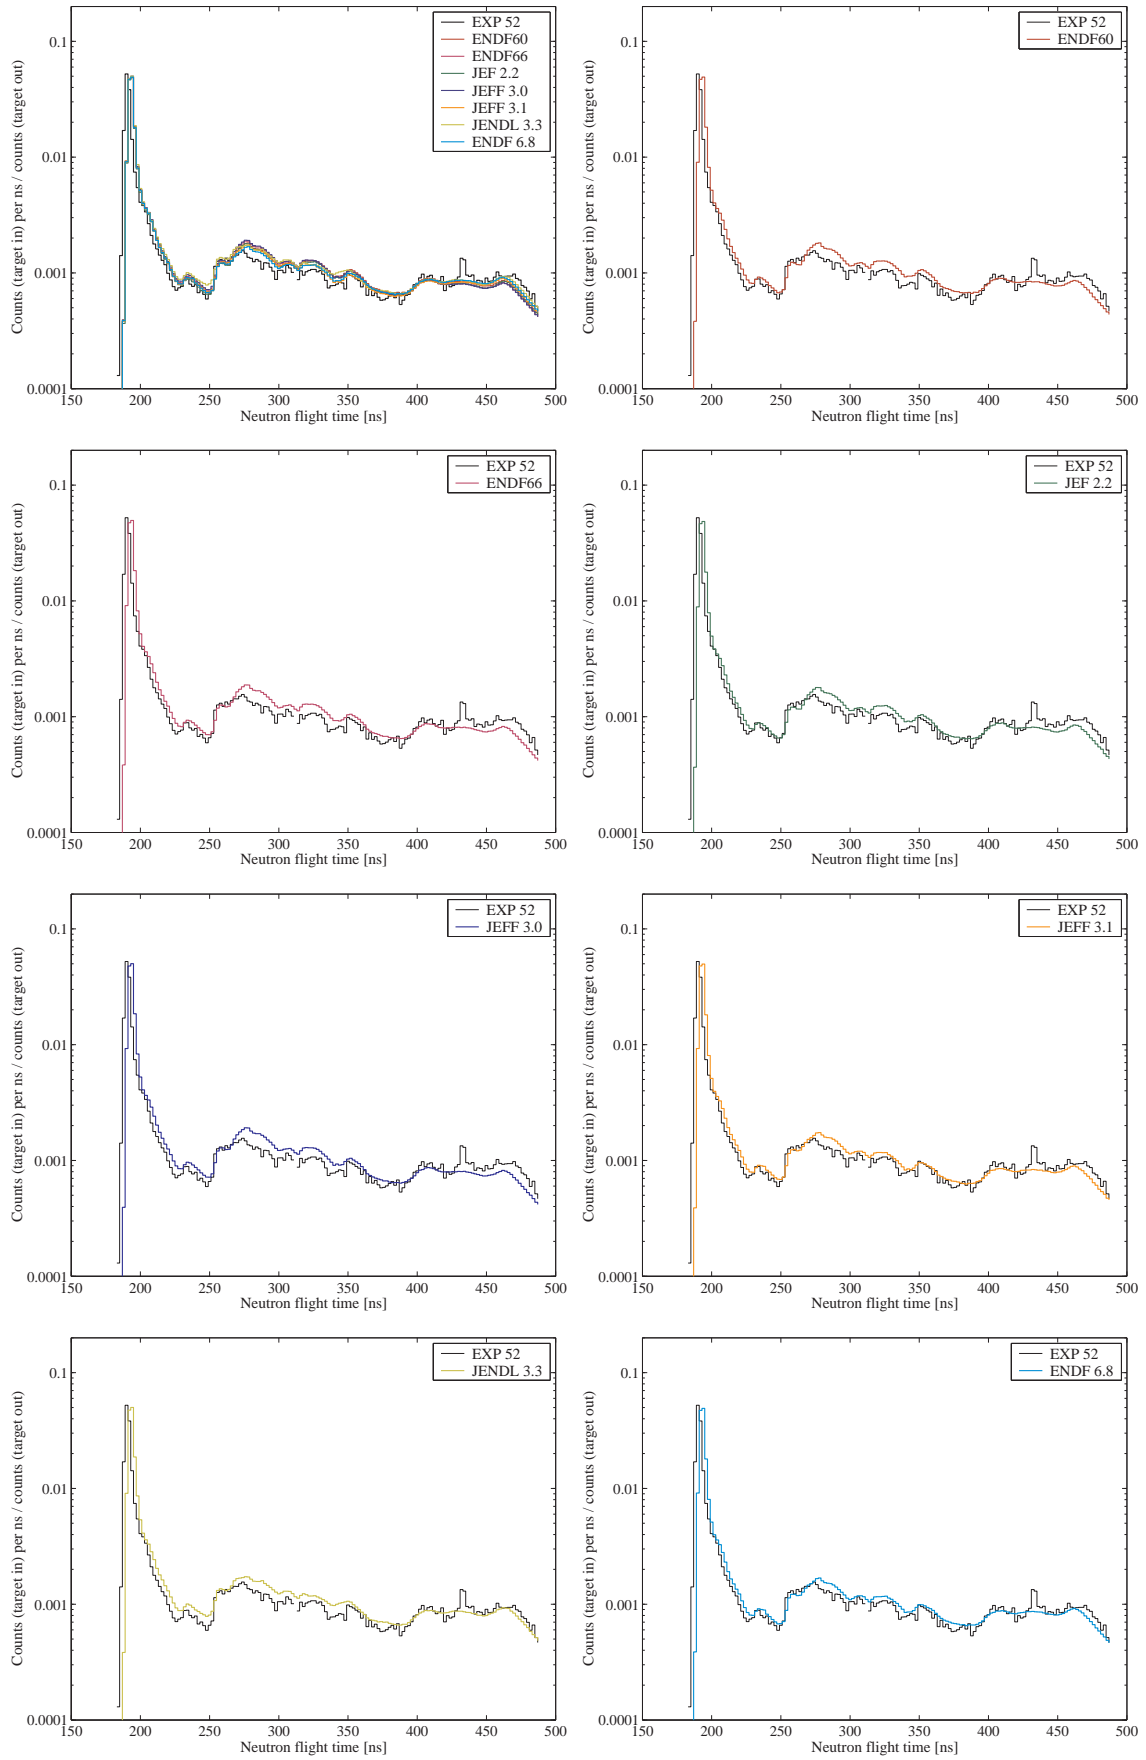 EXP 52
ENDF60
ENDF66
JEF 2.2
JEFF 3.0
JEFF 3.1
JENDL 3.3
ENDF 6.8
0.1
0.01
0.001
0.0001
150 200 250 300 350 400 450 500
Neutron flight time [ns]
Counts (target in) per ns / counts (target out)
EXP 52
ENDF60
0.1
0.01
0.001
0.0001
150 200 250 300 350 400 450 500
Neutron flight time [ns]
Counts (target in) per ns / counts (target out)
EXP 52
ENDF66
0.1
0.01
0.001
0.0001
150 200 250 300 350 400 450 500
Neutron flight time [ns]
Counts (target in) per ns / counts (target out)
EXP 52
JEF 2.2
0.1
0.01
0.001
0.0001
150 200 250 300 350 400 450 500
Neutron flight time [ns]
Counts (target in) per ns / counts (target out)
EXP 52
JEFF 3.0
0.1
0.01
0.001
0.0001
150 200 250 300 350 400 450 500
Neutron flight time [ns]
Counts (target in) per ns / counts (target out)
EXP 52
JEFF 3.1
0.1
0.01
0.001
0.0001
150 200 250 300 350 400 450 500
Neutron flight time [ns]
Counts (target in) per ns / counts (target out)
EXP 52
JENDL 3.3
0.1
0.01
0.001
0.0001
150 200 250 300 350 400 450 500
Neutron flight time [ns]
Counts (target in) per ns / counts (target out)
EXP 52
ENDF 6.8
0.1
0.01
0.001
0.0001
150 200 250 300 350 400 450 500
Neutron flight time [ns]
Counts (target in) per ns / counts (target out)